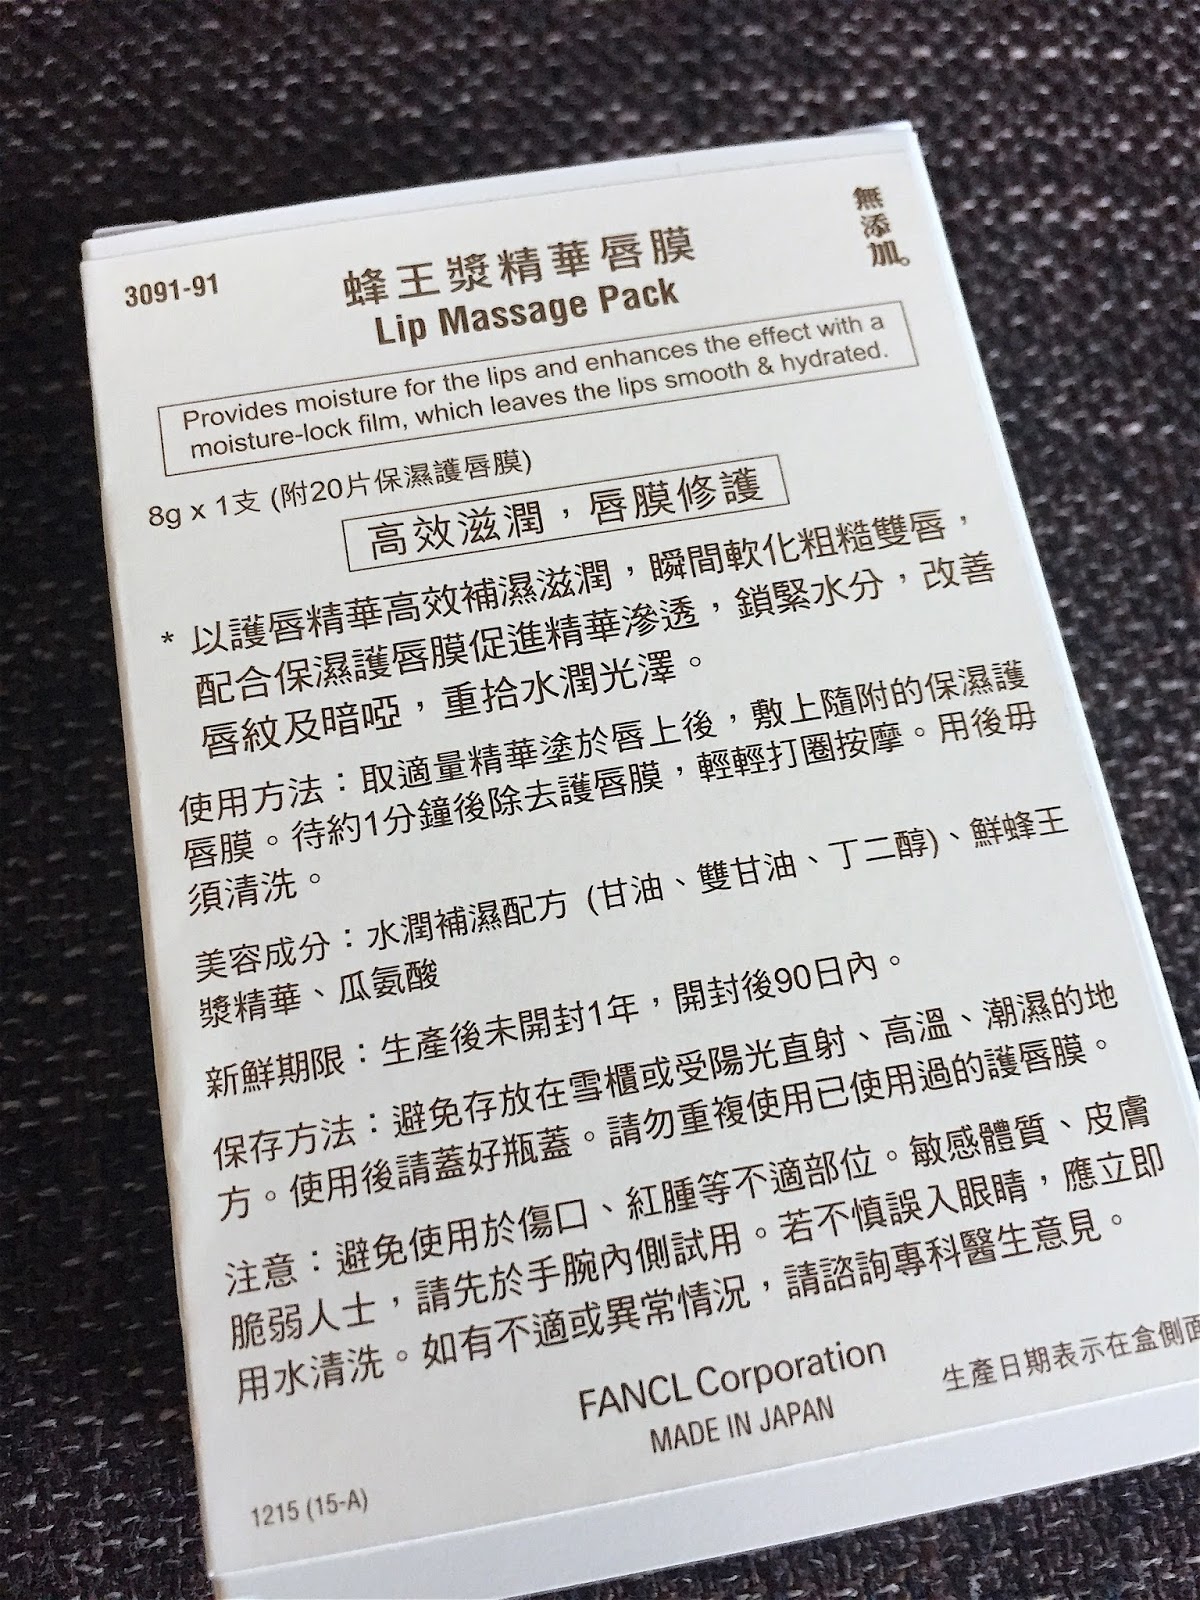 無添加。
3091-91
蜂王漿精華唇膜
Lip Massage Pack
Provides moisture for the lips and enhances the effect with a
moisture-lock film, which leaves the lips smooth & hydrated.
8g x 1支 (附20片保濕護唇膜)
高效滋潤，唇膜修護
* 以護唇精華高效補濕滋潤，瞬間軟化粗糙雙唇，
配合保濕護唇膜促進精華滲透，鎖緊水分，改善
唇紋及暗啞，重拾水潤光澤。
使用方法：取適量精華塗於唇上後，敷上隨附的保濕護
唇膜。待約1分鐘後除去護唇膜，輕輕打圈按摩。用後毋
須清洗。
美容成分：水潤補濕配方 (甘油、雙甘油、丁二醇)、鮮蜂王
漿精華、瓜氨酸
新鮮期限：生產後未開封1年，開封後90日內。
保存方法：避免存放在雪櫃或受陽光直射、高溫、潮濕的地
方。使用後請蓋好瓶蓋。請勿重複使用已使用過的護唇膜。
注意：避免使用於傷口、紅腫等不適部位。敏感體質、皮膚
脆弱人士，請先於手腕內側試用。若不慎誤入眼睛，應立即
用水清洗。如有不適或異常情況，請諮詢專科醫生意見。
FANCL Corporation
MADE IN JAPAN
生產日期表示在盒側面
1215 (15-A)